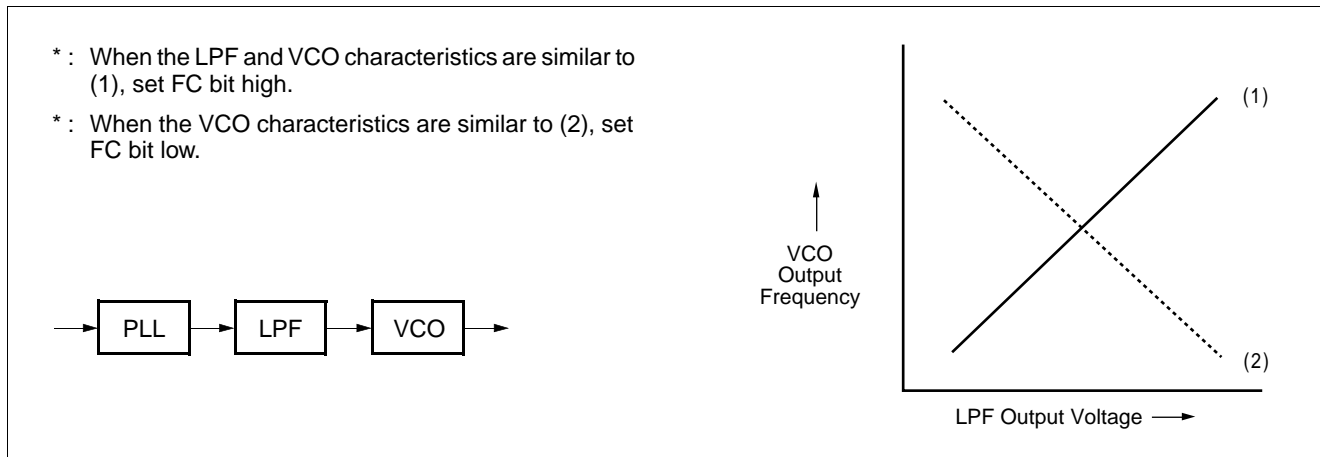 * : When the LPF and VCO characteristics are similar to
(1), set FC bit high.
* : When the VCO characteristics are similar to (2), set
FC bit low.
PLL
LPF
VCO
VCO
Output
Frequency
(1)
(2)
LPF Output Voltage